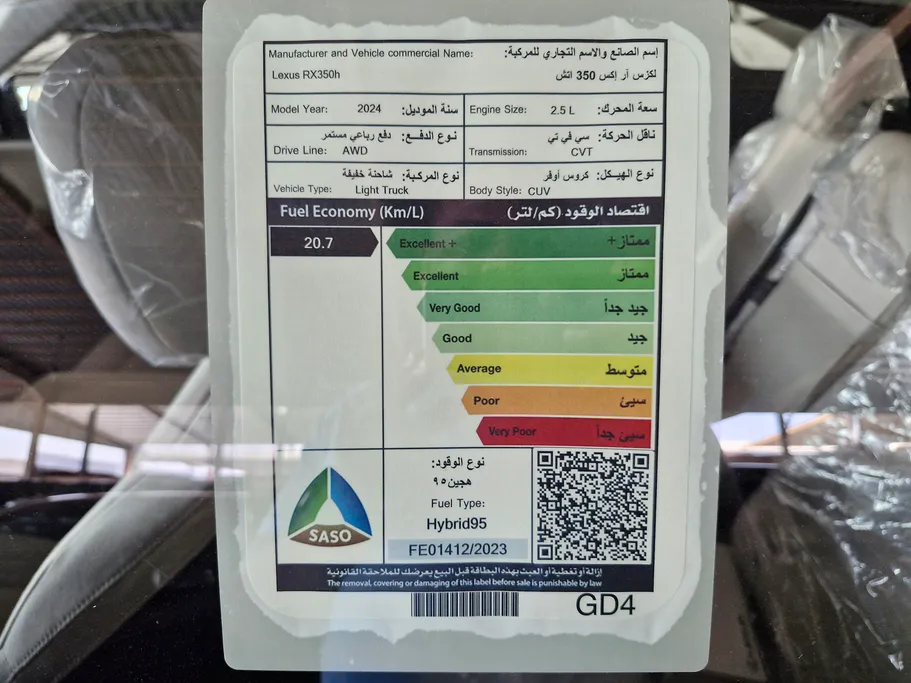 Manufacturer and Vehicle commercial Name: إسم الصانع والاسم التجاري للمركبة:
Lexus RX350h لكزس آر إكس 350 اتش
Model Year: 2024 سنة الموديل:
Engine Size: 2.5 L سعة المحرك:
نوع الدفع: دفع رباعي مستمر
Drive Line: AWD
ناقل الحركة: سي في تي
Transmission: CVT
نوع المركبة: شاحنة خفيفة
Vehicle Type: Light Truck
نوع الهيكل: كروس أوفر
Body Style: CUV
Fuel Economy (Km/L) اقتصاد الوقود (كم/لتر)
20.7
Excellent + ممتاز+
Excellent ممتاز
Very Good جيد جداً
Good جيد
Average متوسط
Poor سيئ
Very Poor سيئ جداً
SASO
نوع الوقود:
هجين٩٥
Fuel Type:
Hybrid95
FE01412/2023
إزالة أو تغطية أو العبث بهذه البطاقة قبل البيع يعرضك للملاحقة القانونية
The removal, covering or damaging of this label before sale is punishable by law
GD4